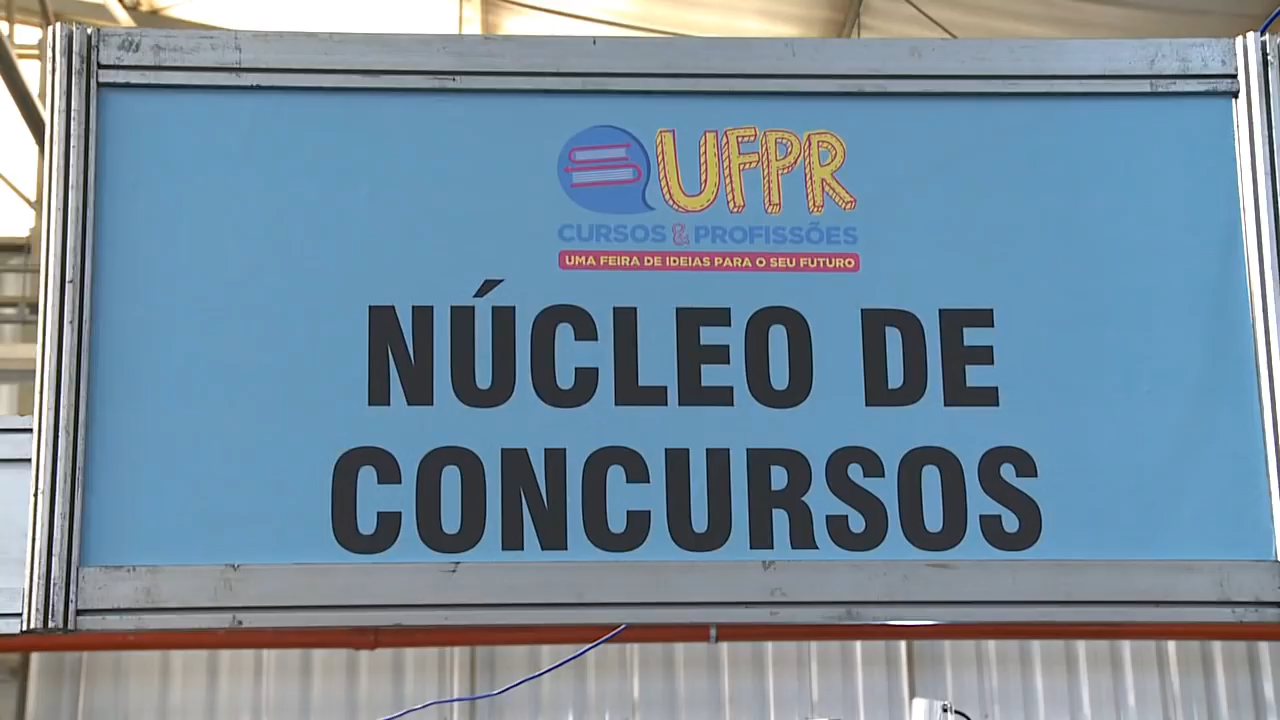 UFPR
CURSOS & PROFISSÕES
UMA FEIRA DE IDEIAS PARA O SEU FUTURO
NÚCLEO DE
CONCURSOS